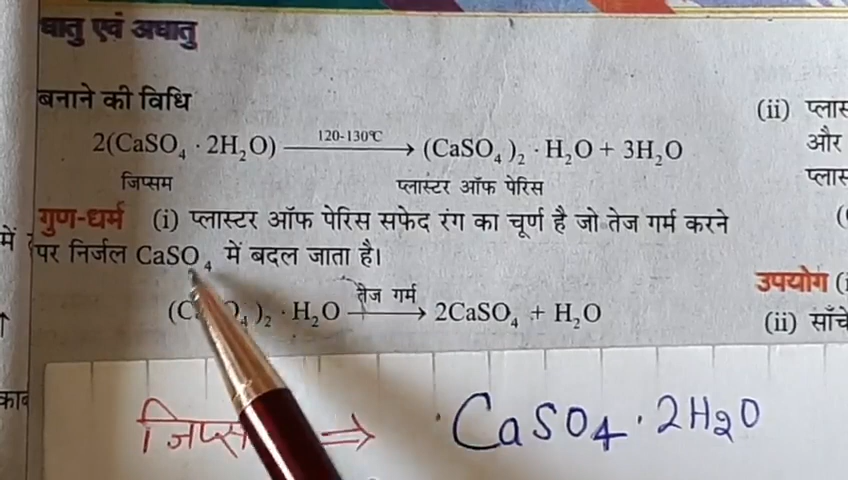 धातु एवं अधातु
बनाने की विधि
2(CaSO₄ · 2H₂O) ⟶ (CaSO₄)₂ · H₂O + 3H₂O
120-130°C
जिप्सम प्लास्टर ऑफ पेरिस
गुण-धर्म (i) प्लास्टर ऑफ पेरिस सफेद रंग का चूर्ण है जो तेज गर्म करने
पर निर्जल CaSO₄ में बदल जाता है।
तेज गर्म
)₂ · H₂O ⟶ 2CaSO₄ + H₂O
⇒ CaSO₄ · 2H₂O
में
(ii)
और
उपयोग
(ii)